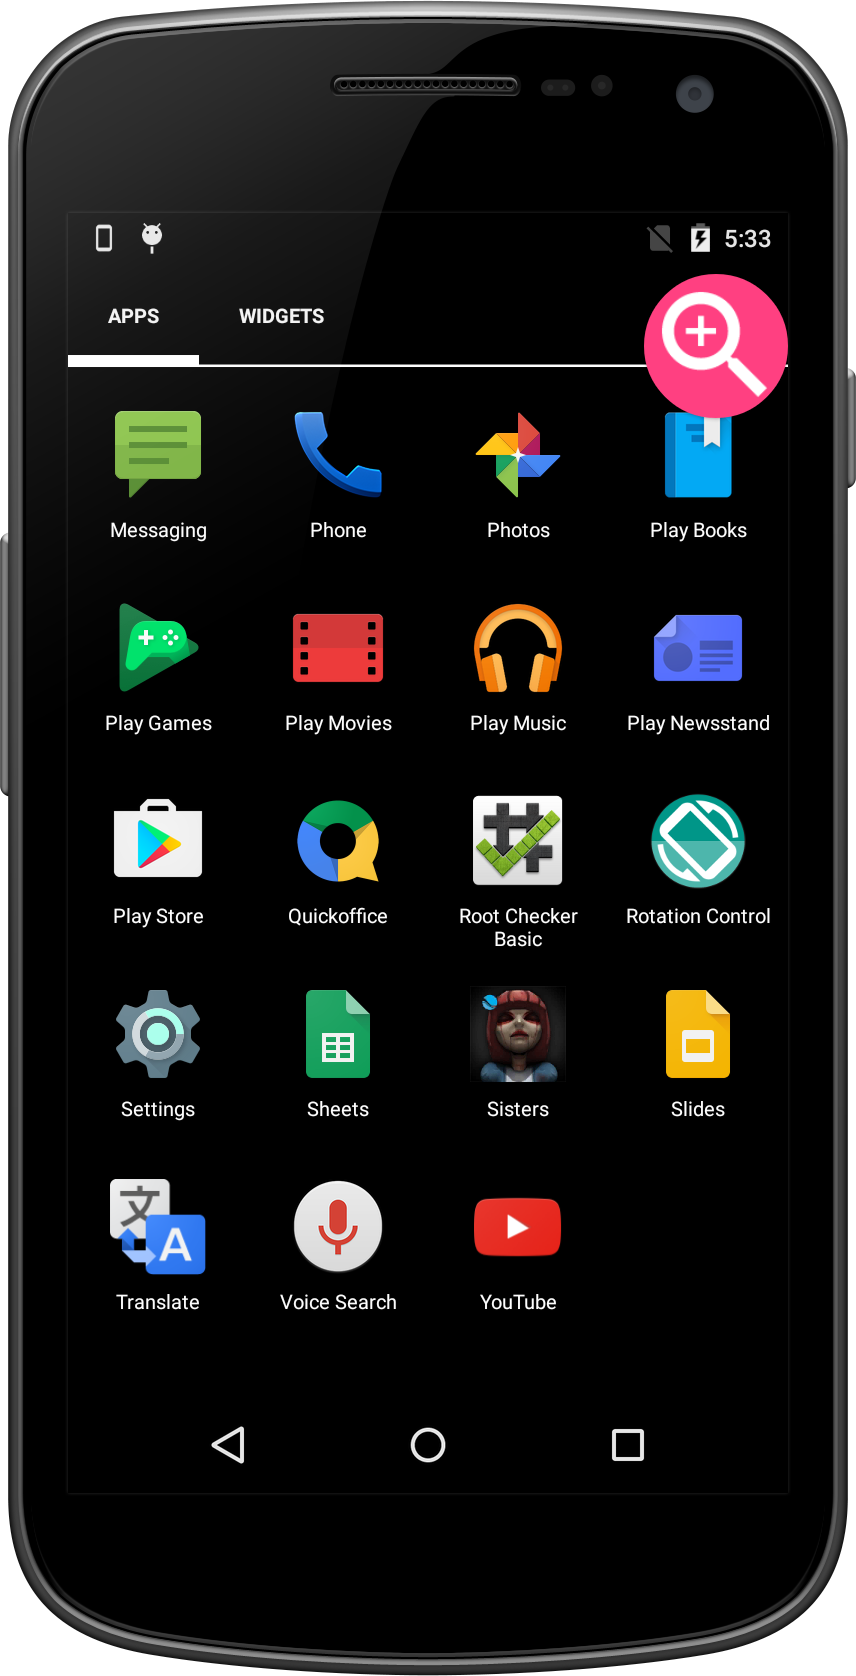 5:33
APPS WIDGETS
Messaging Phone Photos Play Books
Play Games Play Movies Play Music Play Newsstand
Play Store Quickoffice Root Checker Basic Rotation Control
Settings Sheets Sisters Slides
文 A
Translate Voice Search YouTube